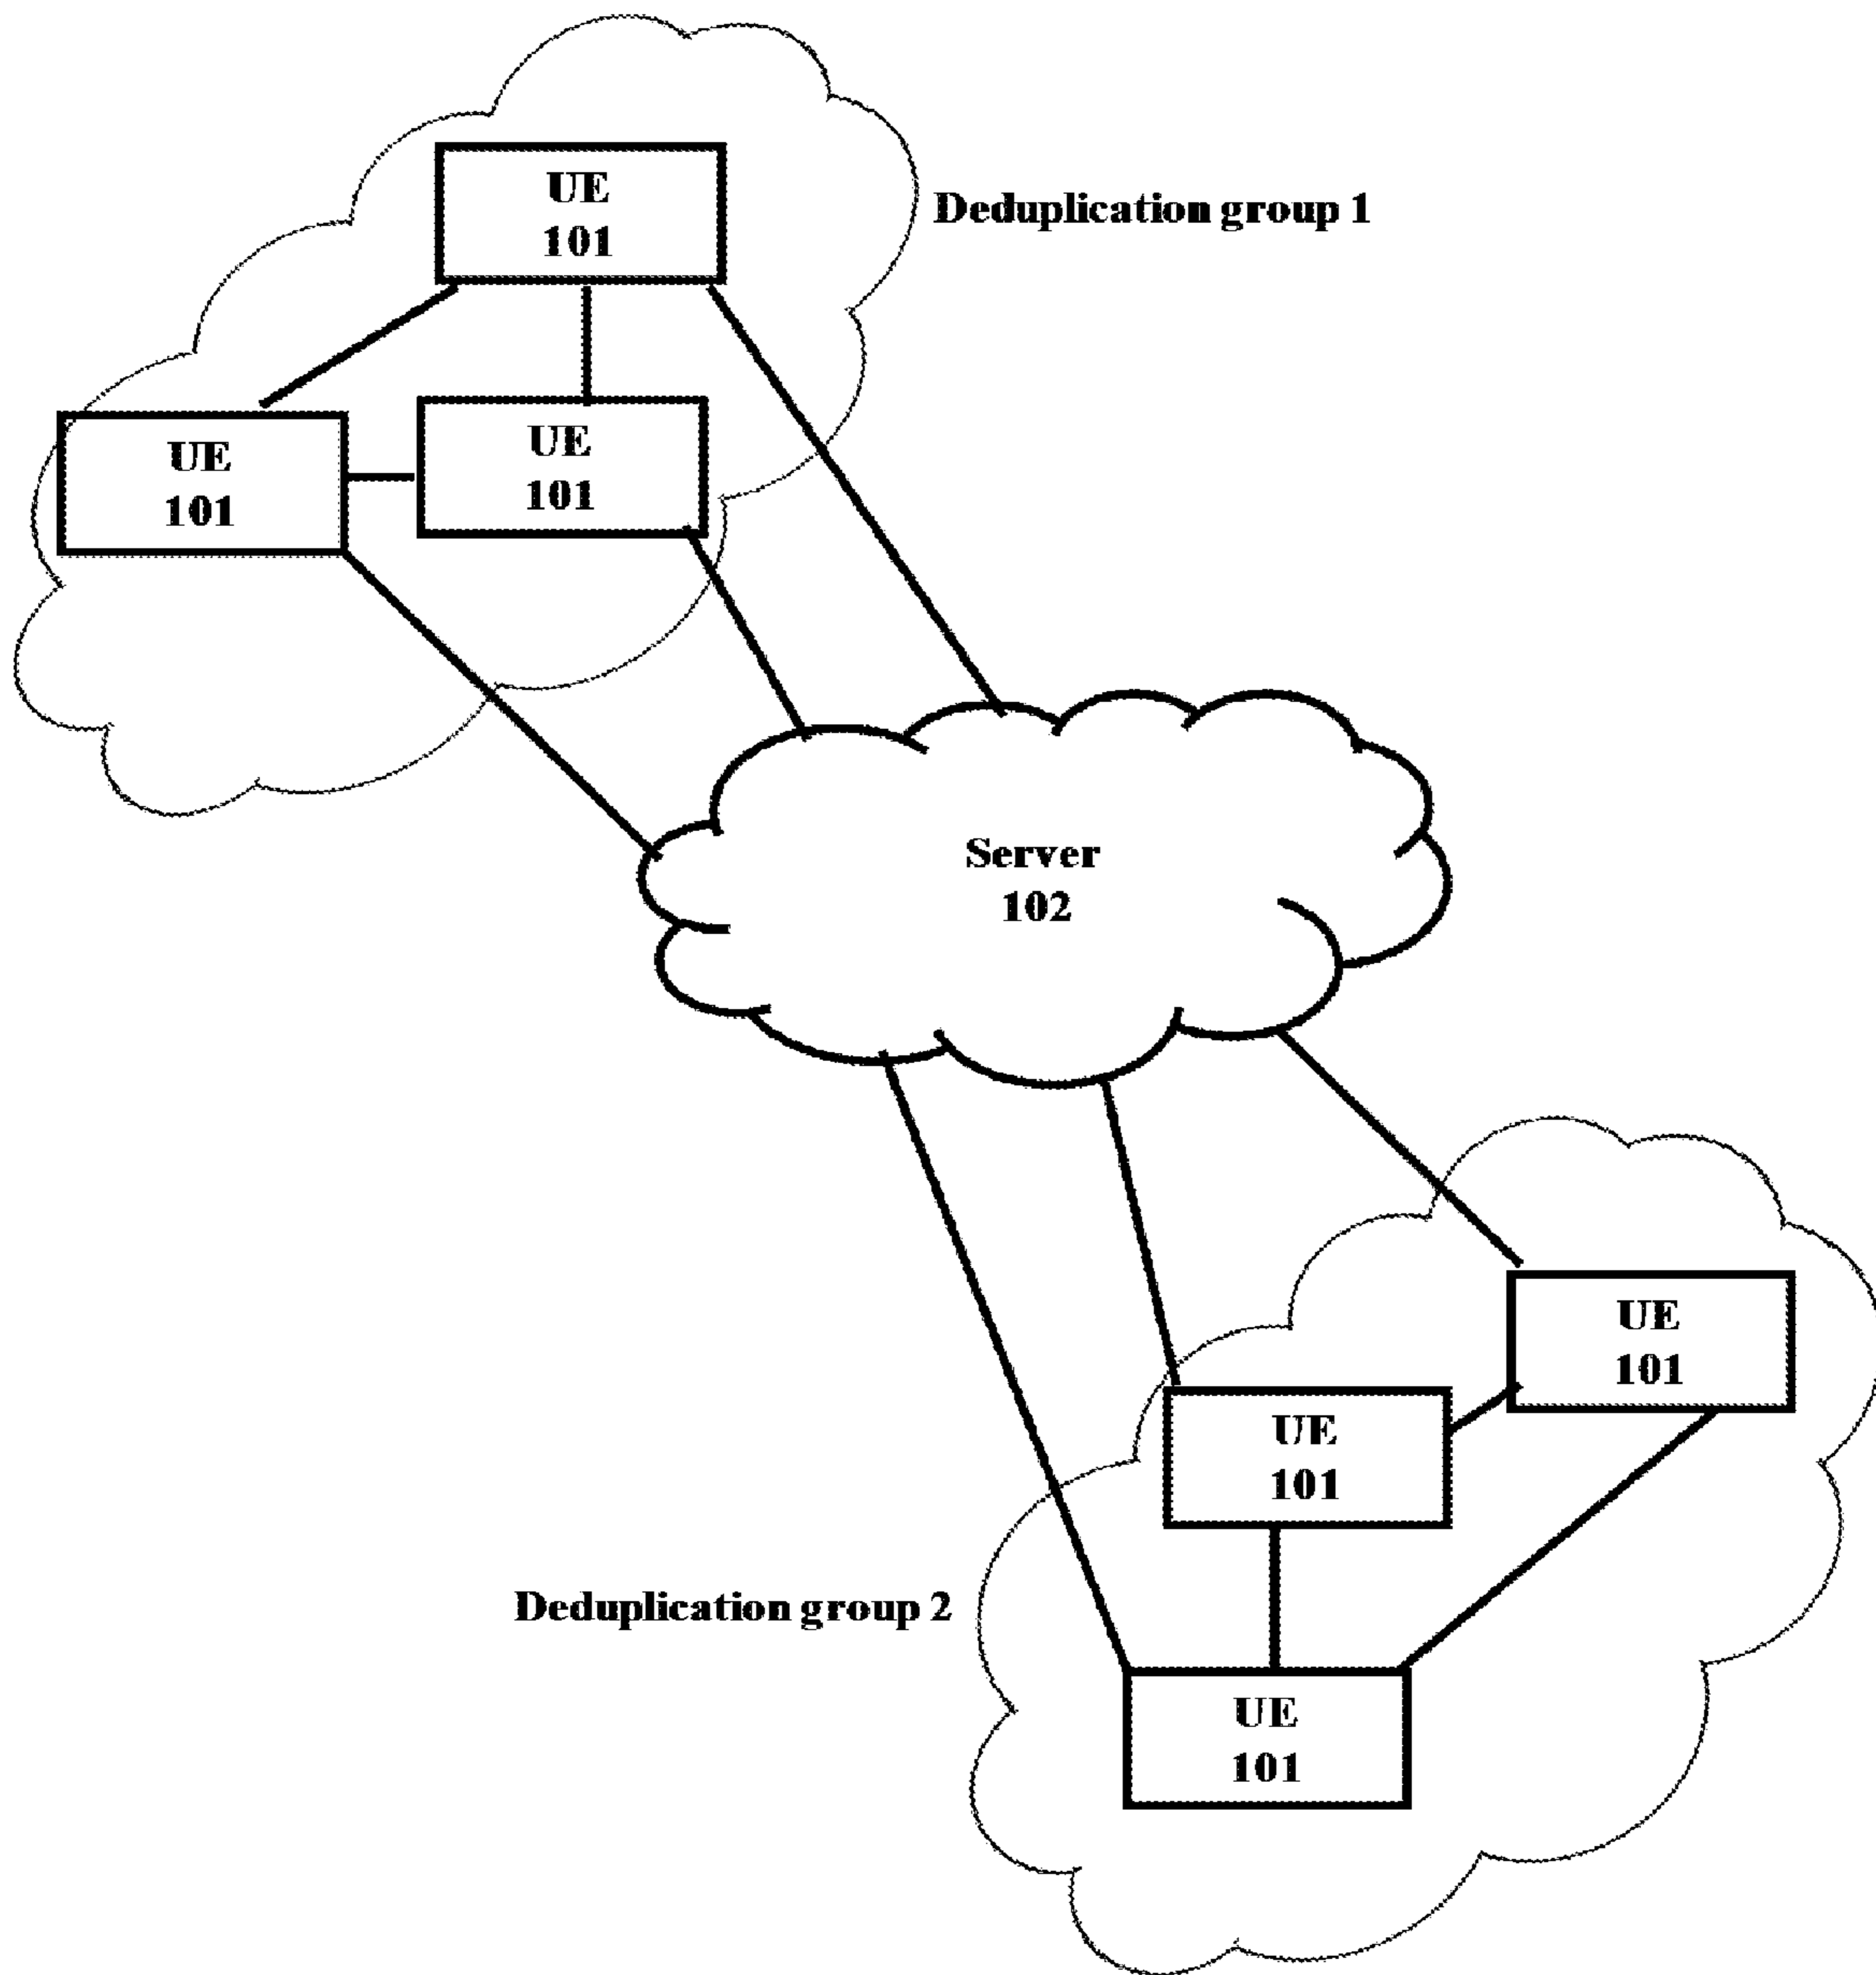 UE
101
Deduplication group 1
UE
101
UE
101
Server
102
UE
101
UE
101
Deduplication group 2
UE
101